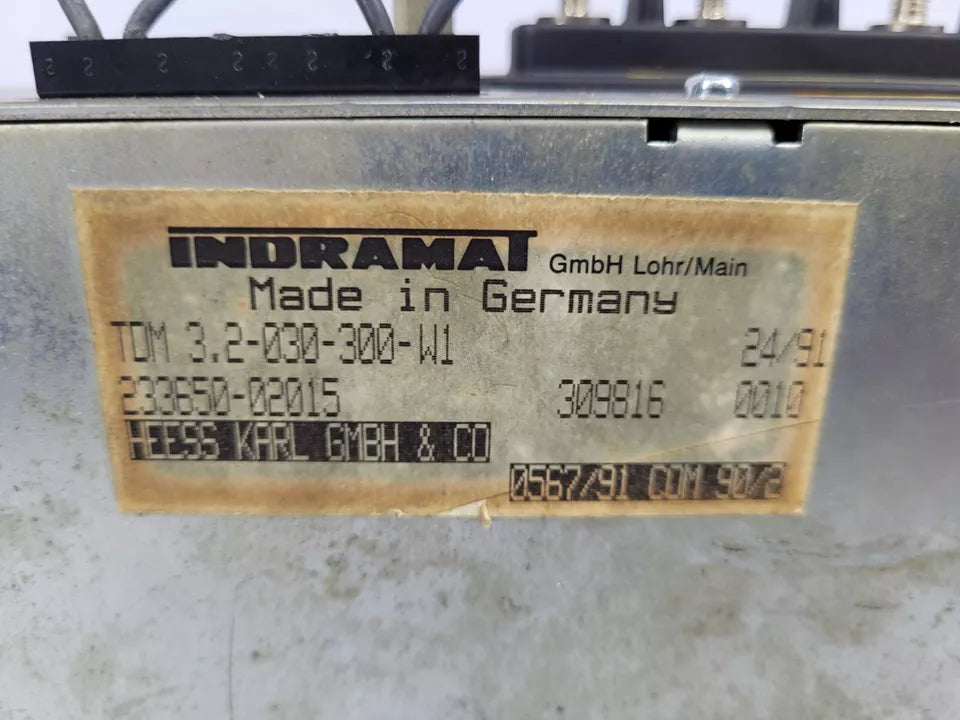 INDRAMAT GmbH Lohr/Main
Made in Germany
TDM 3.2-030-300-W1 24/91
233650-02015 309816 0010
HEESS KARL GMBH & CO
0567/91 COM 90/2